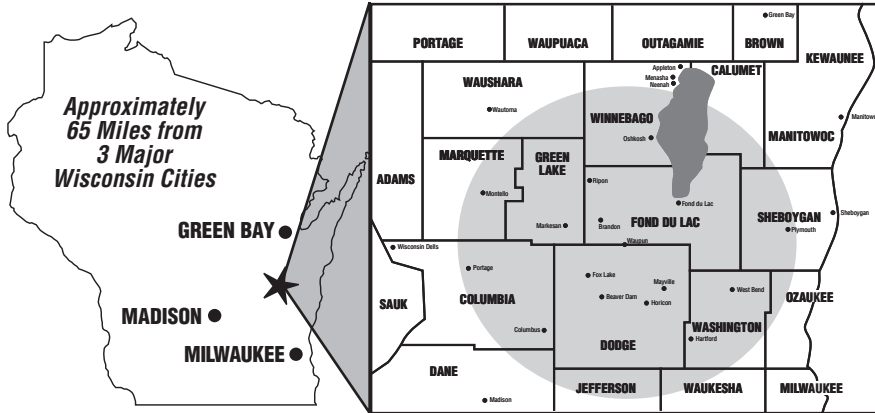 Approximately
65 Miles from
3 Major
Wisconsin Cities
GREEN BAY
MADISON
MILWAUKEE
Green Bay
PORTAGE
WAUPUACA
OUTAGAMIE
BROWN
KEWAUNEE
Appleton
CALUMET
Menasha
Neenah
WAUSHARA
Wautoma
WINNEBAGO
Manitowo
Oshkosh
MANITOWOC
MARQUETTE
GREEN
LAKE
ADAMS
Ripon
Montello
Fond du Lac
SHEBOYGAN
Sheboygan
Markesan
Brandon
FOND DU LAC
Plymouth
Wisconsin Dells
Waupun
Portage
Fox Lake
Mayville
West Bend
SAUK
COLUMBIA
Beaver Dam
Horicon
OZAUKEE
Columbus
WASHINGTON
Hartford
DODGE
DANE
JEFFERSON
WAUKESHA
MILWAUKEE
Madison